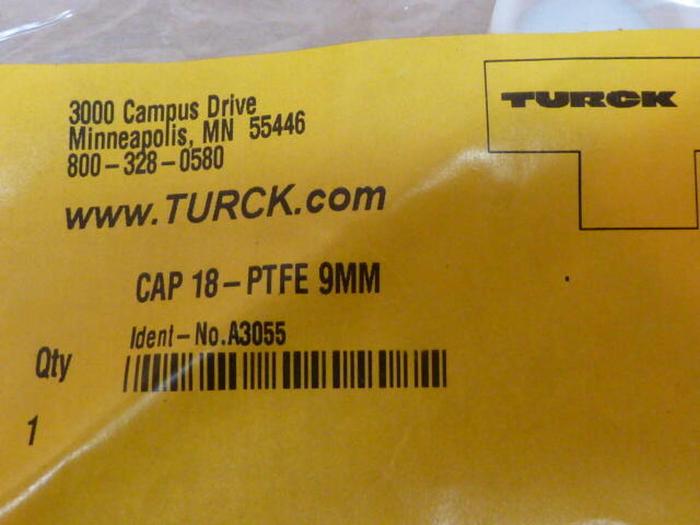 3000 Campus Drive
Minneapolis, MN 55446
800-328-0580
www.TURCK.com
TURCK
CAP 18-PTFE 9MM
Ident-No.A3055
Qty
1